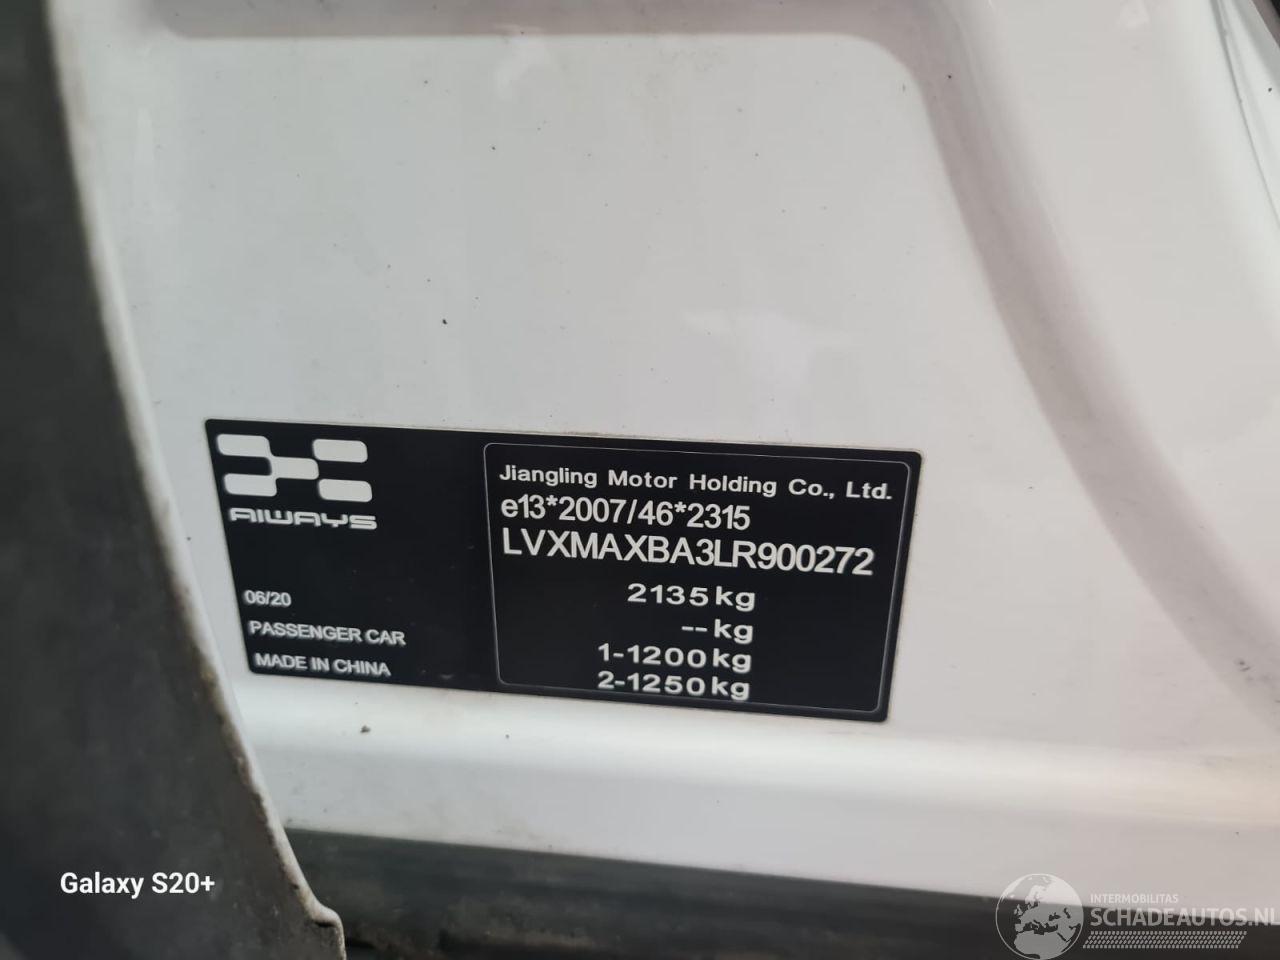 AIWAYS
06/20
PASSENGER CAR
MADE IN CHINA
Jiangling Motor Holding Co., Ltd.
e13*2007/46*2315
LVXMAXBA3LR900272
2135kg
--kg
1-1200kg
2-1250kg
Galaxy S20+
INTERMOBILITAS
SCHADEAUTOS.NL